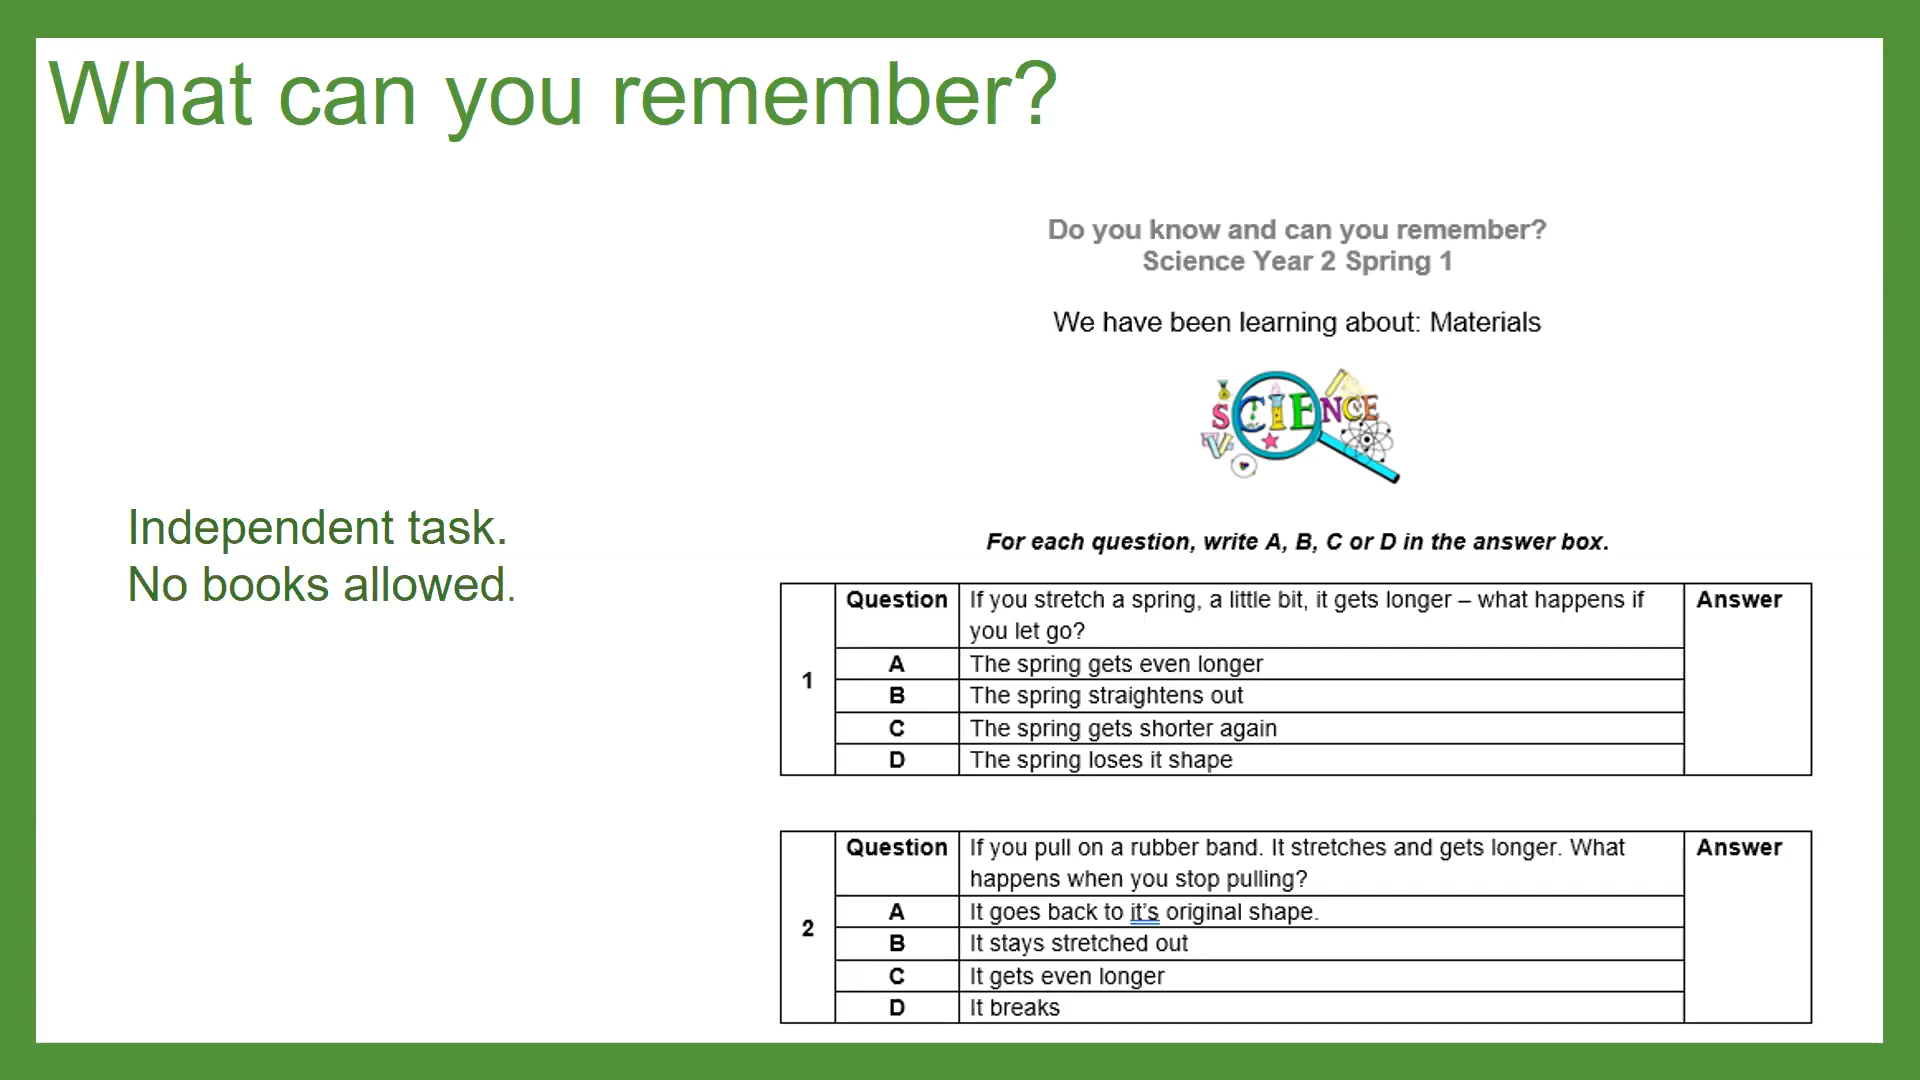 What can you remember?
Do you know and can you remember?
Science Year 2 Spring 1
We have been learning about: Materials
SCIENCE
Independent task.
No books allowed.
For each question, write A, B, C or D in the answer box.
1
Question If you stretch a spring, a little bit, it gets longer – what happens if Answer
you let go?
A The spring gets even longer
B The spring straightens out
C The spring gets shorter again
D The spring loses it shape
2
Question If you pull on a rubber band. It stretches and gets longer. What Answer
happens when you stop pulling?
A It goes back to it's original shape.
B It stays stretched out
C It gets even longer
D It breaks